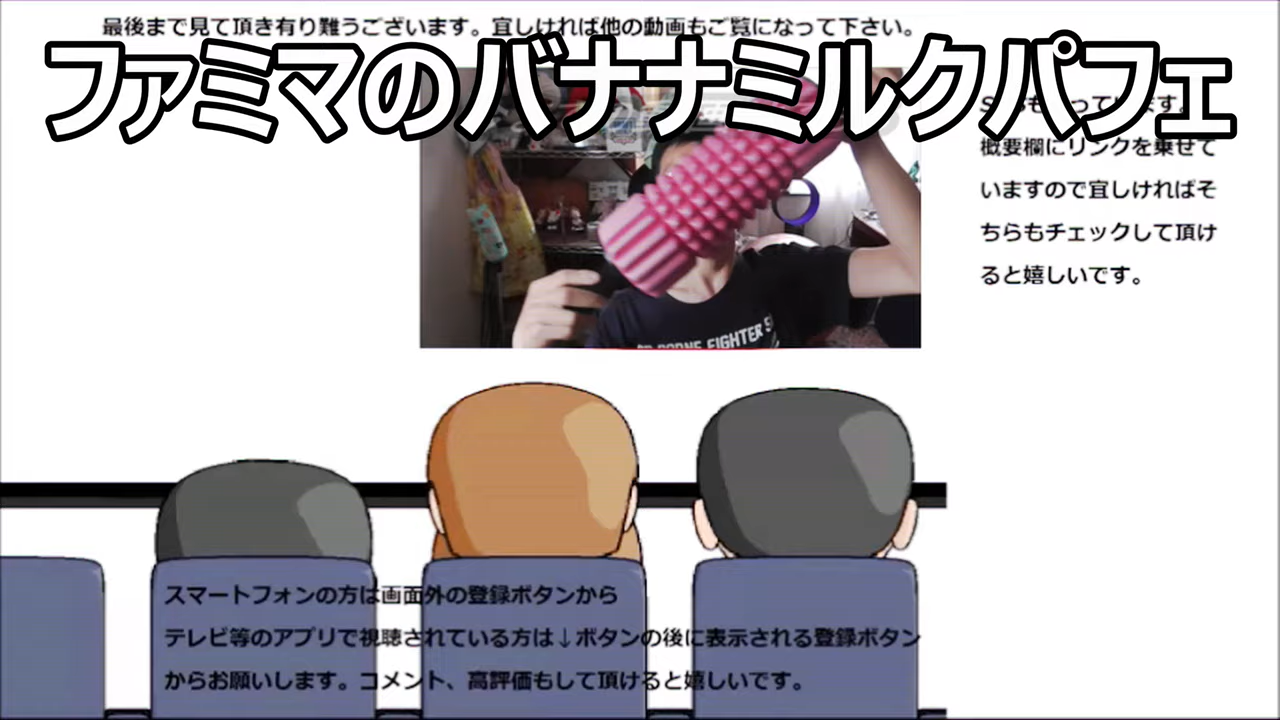 最後まで見て頂き有り難うございます。宜しければ他の動画もご覧になって下さい。
ファミマのバナナミルクパフェ
概要欄にリンクを乗せて
いますので宜しければそ
ちらもチェックして頂け
ると嬉しいです。
FIGHTER
スマートフォンの方は画面外の登録ボタンから
テレビ等のアプリで視聴されている方は↓ボタンの後に表示される登録ボタン
からお願いします。コメント、高評価もして頂けると嬉しいです。